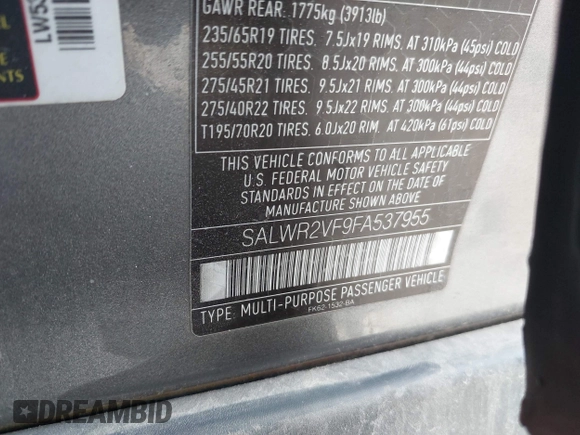 LW53
GAWR REAR: 1775kg (3913lb)
235/65R19 TIRES. 7.5Jx19 RIMS. AT 310kPa (45psi) COLD
255/55R20 TIRES. 8.5Jx20 RIMS. AT 300kPa (44psi) COLD
275/45R21 TIRES. 9.5Jx21 RIMS. AT 300kPa (44psi) COLD
275/40R22 TIRES. 9.5Jx22 RIMS. AT 300kPa (44psi) COLD
T195/70R20 TIRES. 6.0Jx20 RIM. AT 420kPa (61psi) COLD
THIS VEHICLE CONFORMS TO ALL APPLICABLE
U.S. FEDERAL MOTOR VEHICLE SAFETY
STANDARDS IN EFFECT ON THE DATE OF
MANUFACTURE SHOWN ABOVE.
SALWR2VF9FA537955
TYPE: MULTI-PURPOSE PASSENGER VEHICLE
FK62-1532-BA
DREAMBID